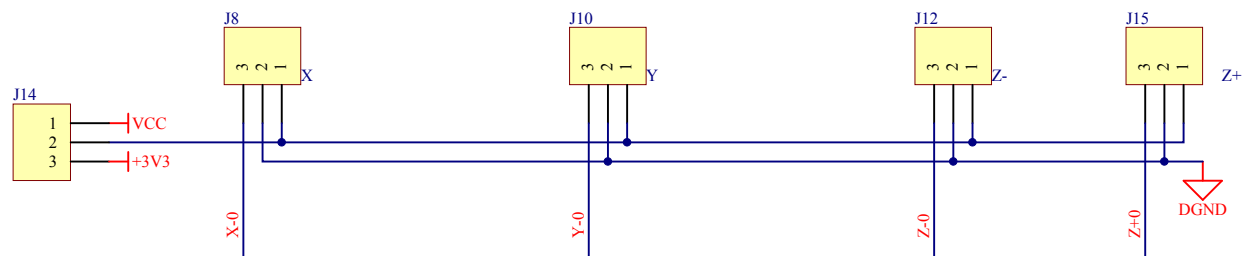 J8
J10
J12
J15
3 2 1
X
3 2 1
Y
3 2 1
Z-
3 2 1
Z+
J14
1
VCC
2
3
+3V3
DGND
X-0
Y-0
Z-0
Z+0